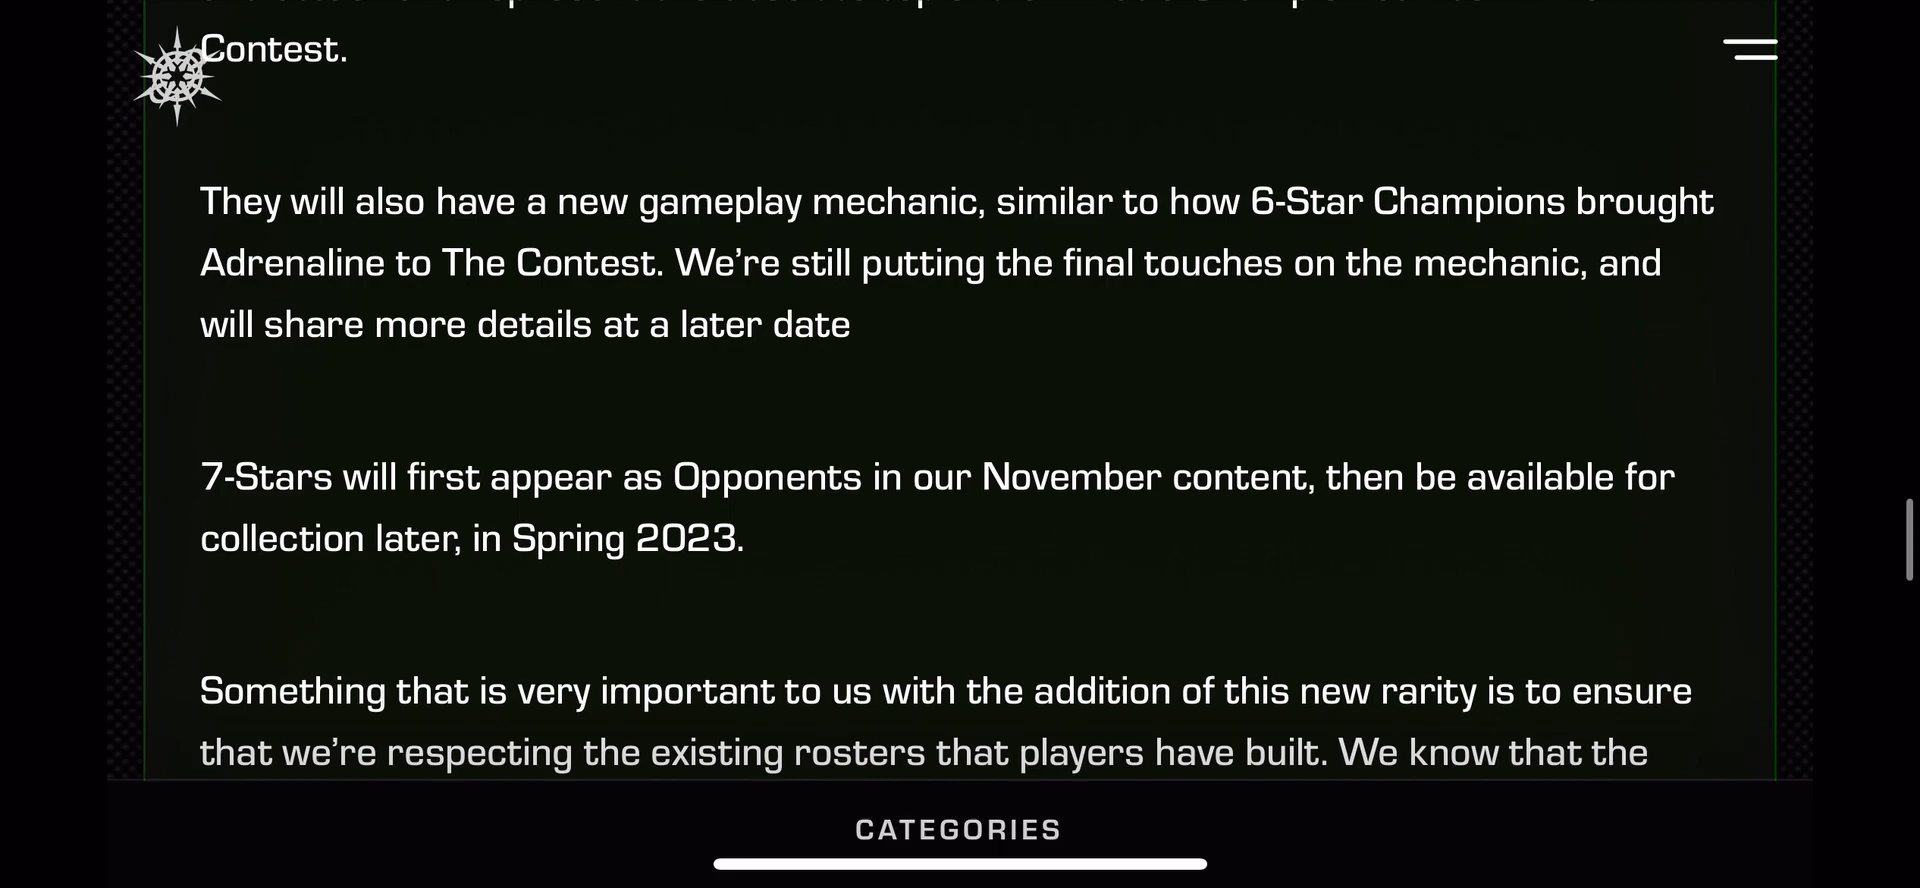 Contest.
They will also have a new gameplay mechanic, similar to how 6-Star Champions brought
Adrenaline to The Contest. We’re still putting the final touches on the mechanic, and
will share more details at a later date
7-Stars will first appear as Opponents in our November content, then be available for
collection later, in Spring 2023.
Something that is very important to us with the addition of this new rarity is to ensure
that we’re respecting the existing rosters that players have built. We know that the
CATEGORIES